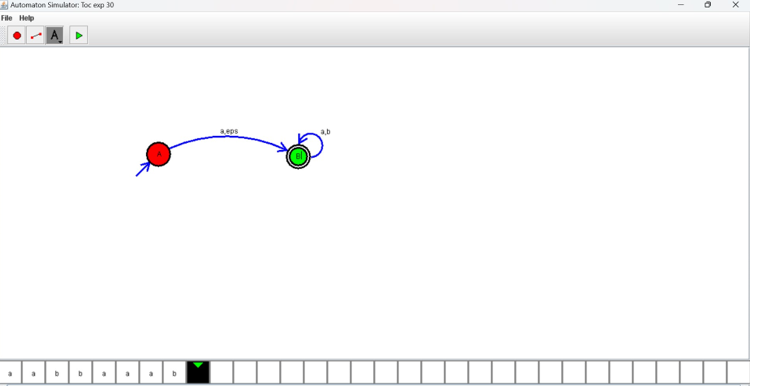 Automaton Simulator: Toc exp 30
File Help
A
a,eps
a,b
A
B
a a b b a a a b